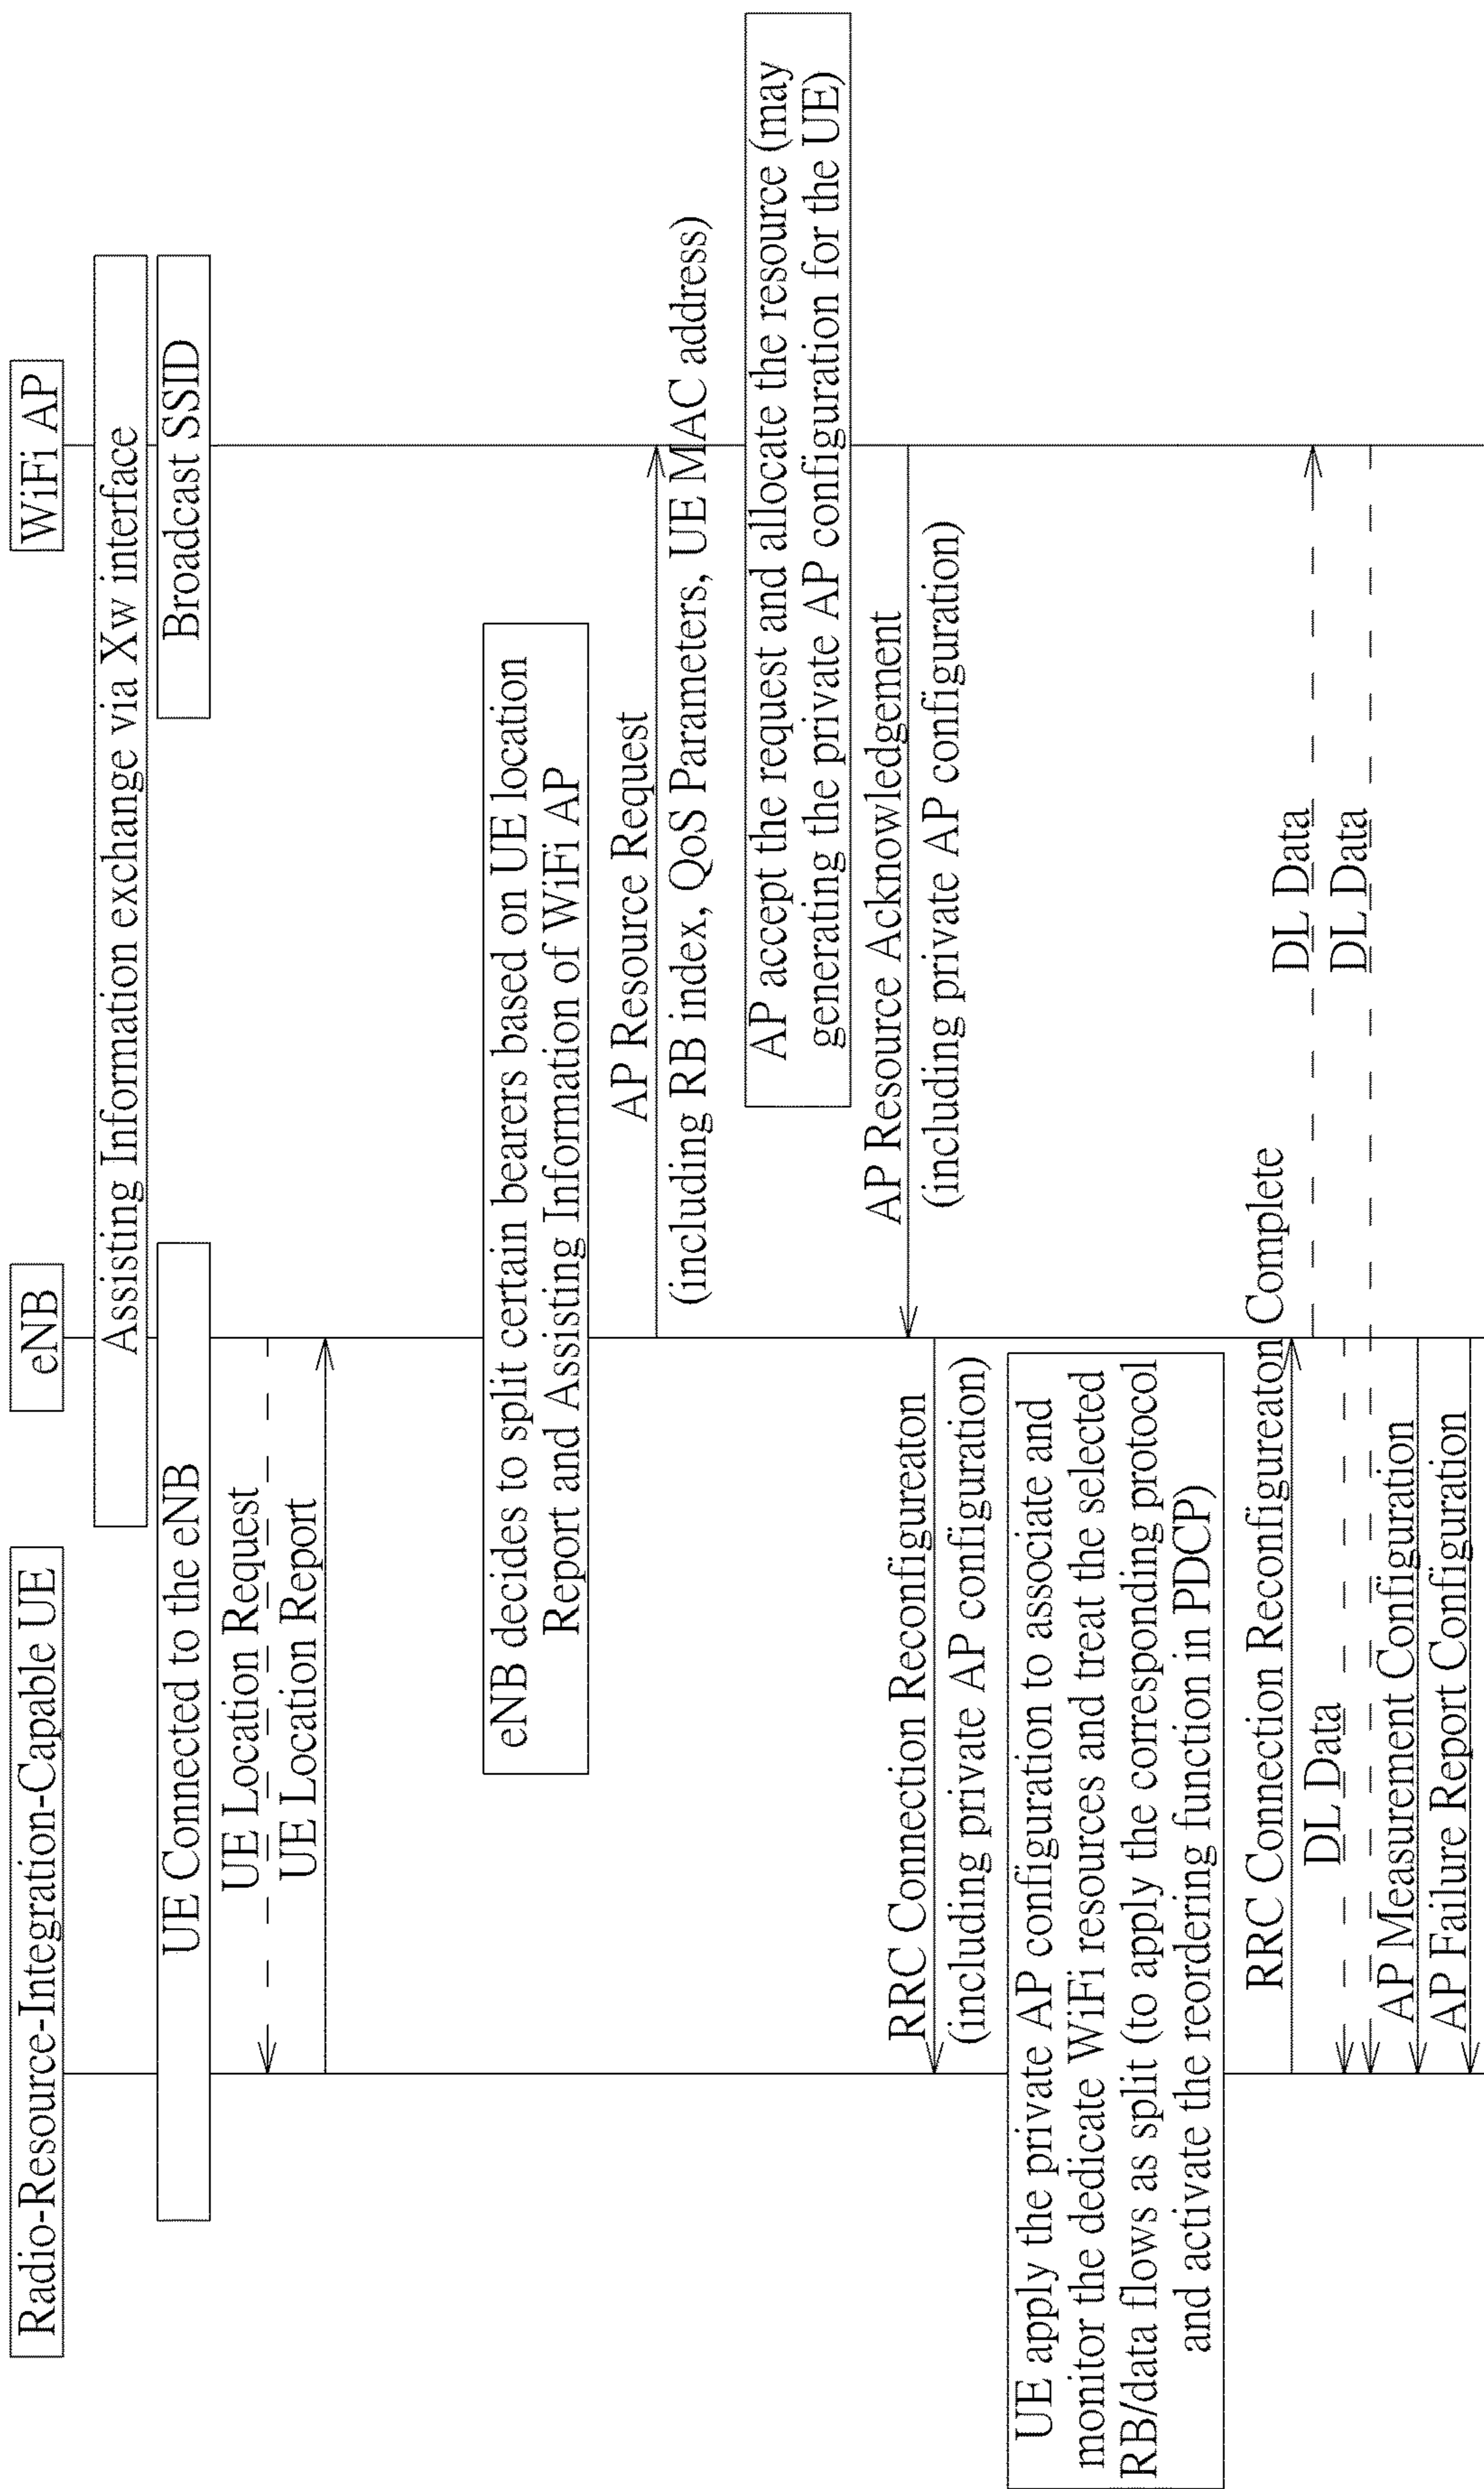 Radio-Resource-Integration-Capable UE
eNB
WiFi AP
Assisting Information exchange via Xw interface
UE Connected to the eNB
Broadcast SSID
UE Location Request
UE Location Report
eNB decides to split certain bearers based on UE location
Report and Assisting Information of WiFi AP
AP Resource Request
(including RB index, QoS Parameters, UE MAC address)
AP accept the request and allocate the resource (may
generating the private AP configuration for the UE)
AP Resource Acknowledgement
(including private AP configuration)
RRC Connection Reconfigureaton
(including private AP configuration)
UE apply the private AP configuration to associate and
monitor the dedicate WiFi resources and treat the selected
RB/data flows as split (to apply the corresponding protocol
and activate the reordering function in PDCP)
RRC Connection Reconfigureaton Complete
DL Data
DL Data
DL Data
AP Measurement Configuration
AP Failure Report Configuration